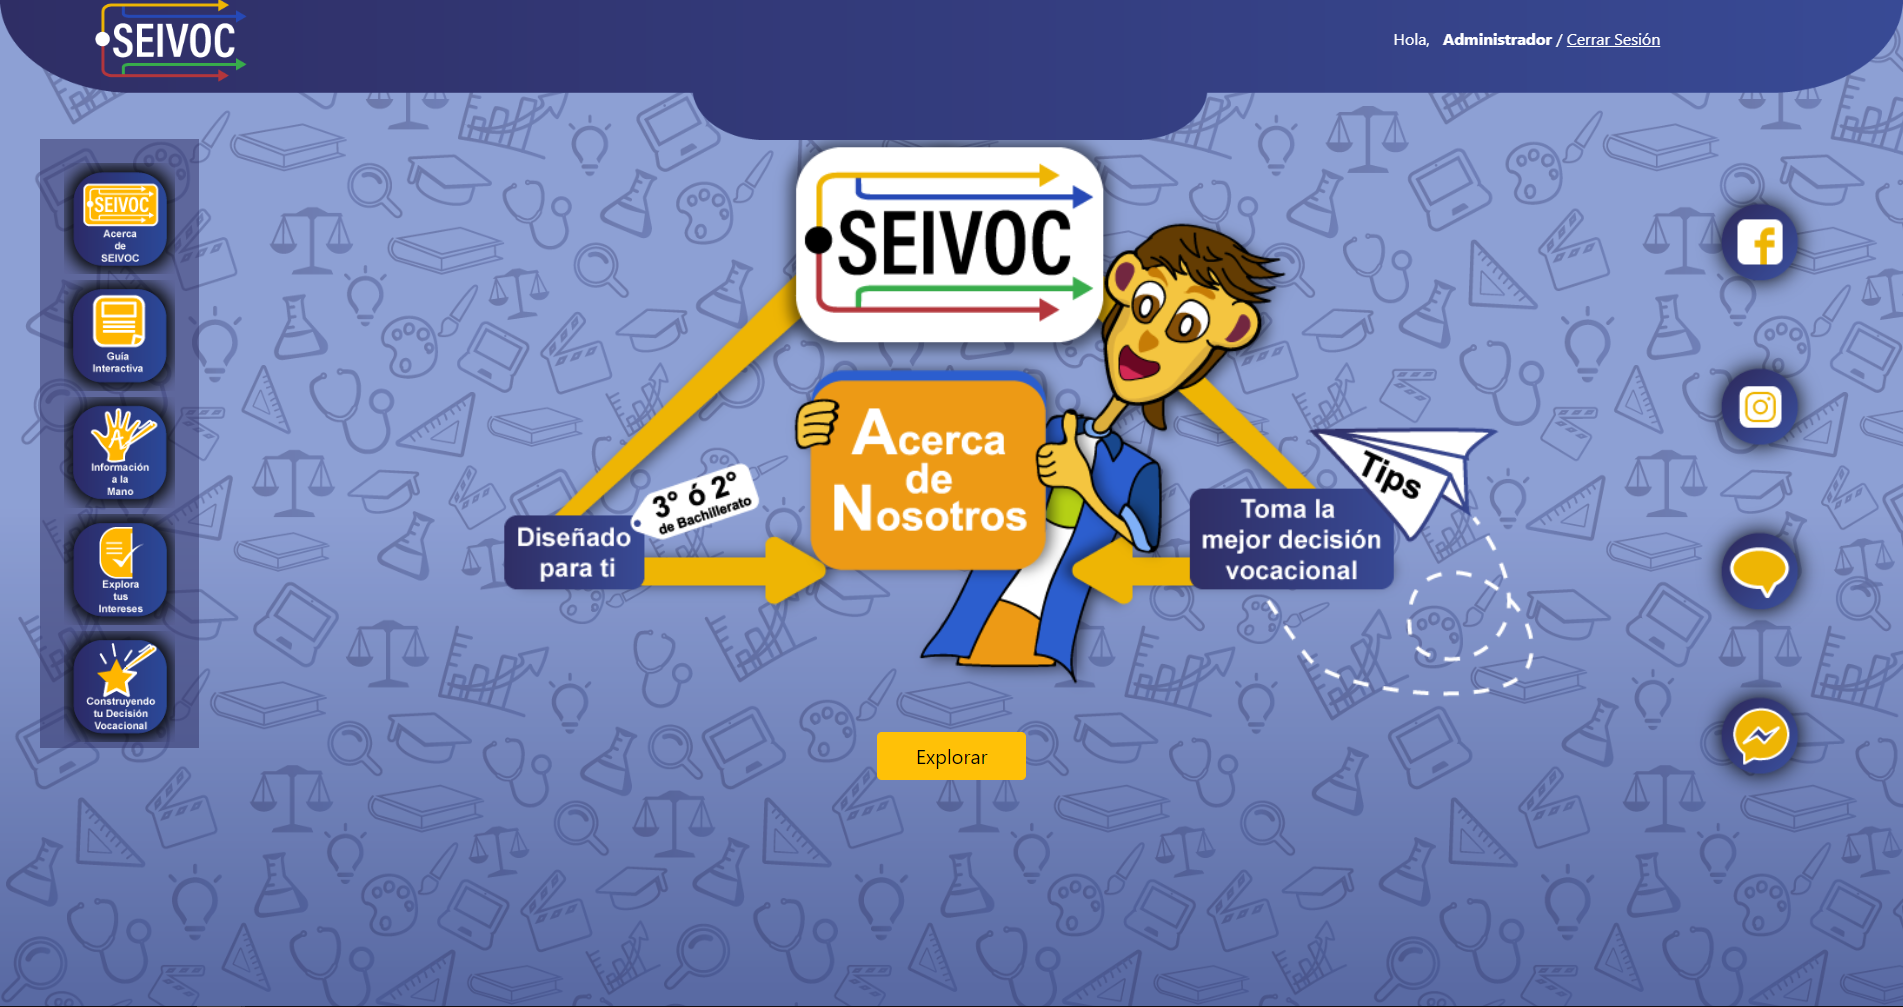 SEIVOC
Hola, Administrador / Cerrar Sesión
SEIVOC
Acerca
de
SEIVOC
Guía
Interactiva
A
Información
a la
Mano
Explora
tus
Intereses
Construyendo
tu Decisión
Vocacional
SEIVOC
Acerca
de
Nosotros
3° ó 2°
de Bachillerato
Diseñado
para ti
Tips
Toma la
mejor decisión
vocacional
Explorar